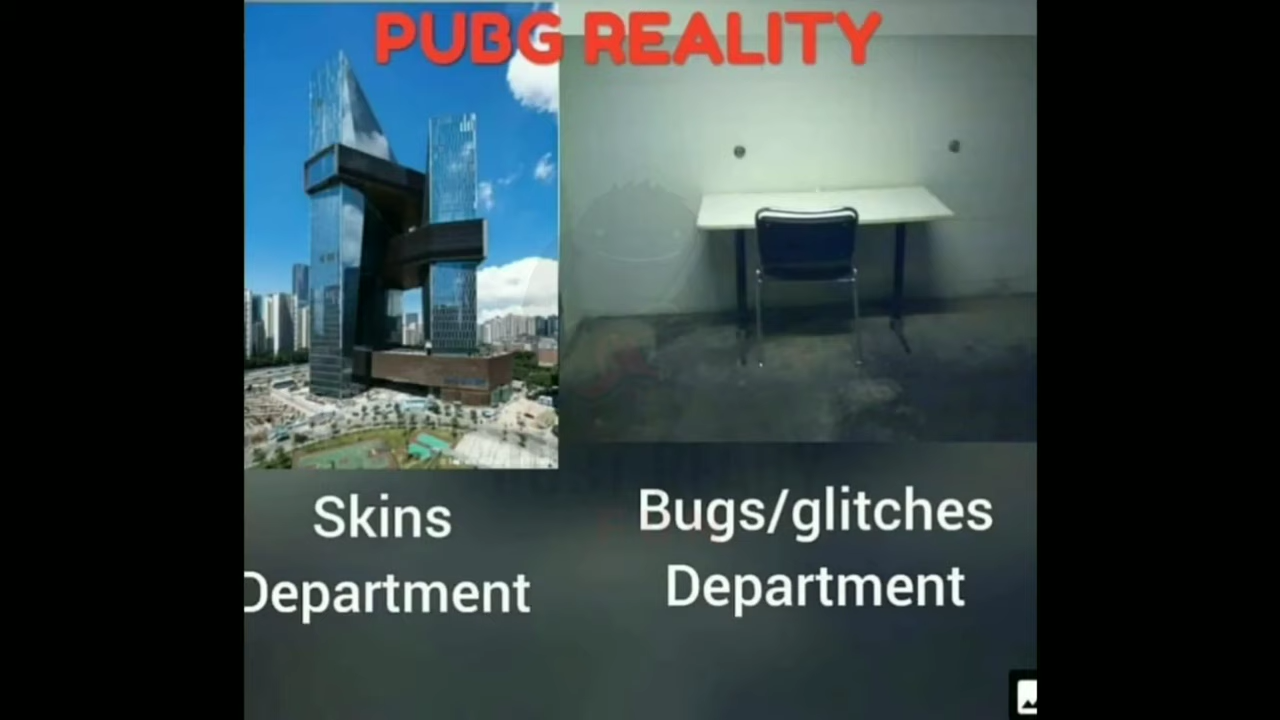 PUBG REALITY
Skins
Department
Bugs/glitches
Department